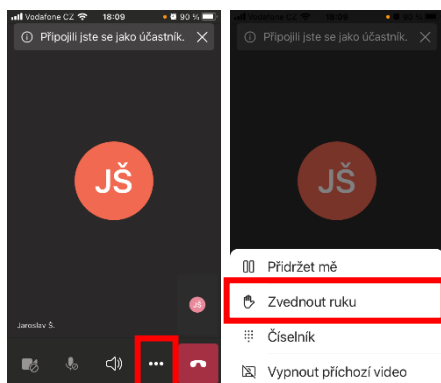 Vodafone CZ 18:09 90 %
Připojili jste se jako účastník.
JŠ
JŠ
Jaroslav Š.
Vodafone CZ 18:09 90 %
Připojili jste se jako účastník.
JŠ
Přidržet mě
Zvednout ruku
Číselník
Vypnout příchozí video